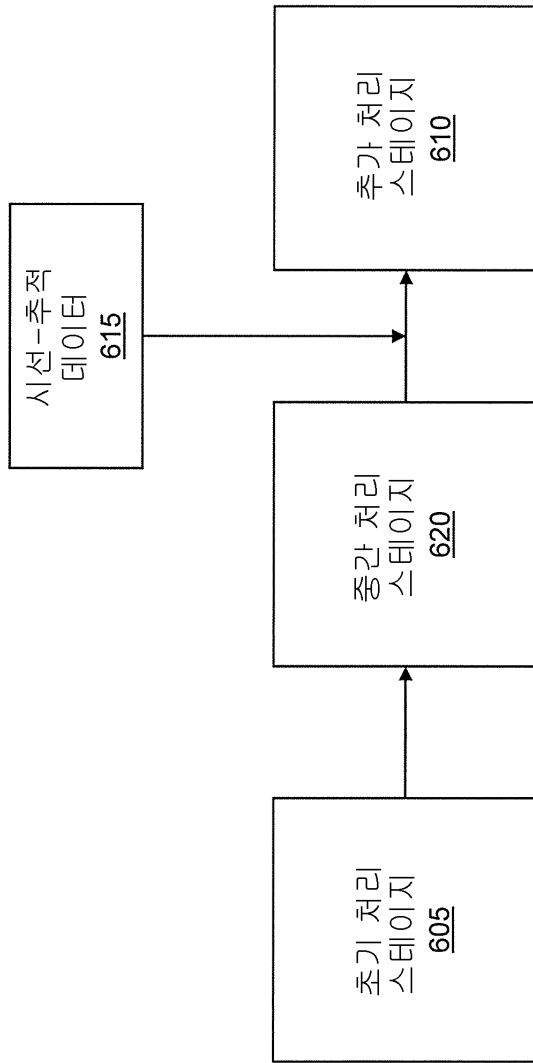 시선-추적
데이터
615
초기 처리
스테이지
605
중간 처리
스테이지
620
추가 처리
스테이지
610